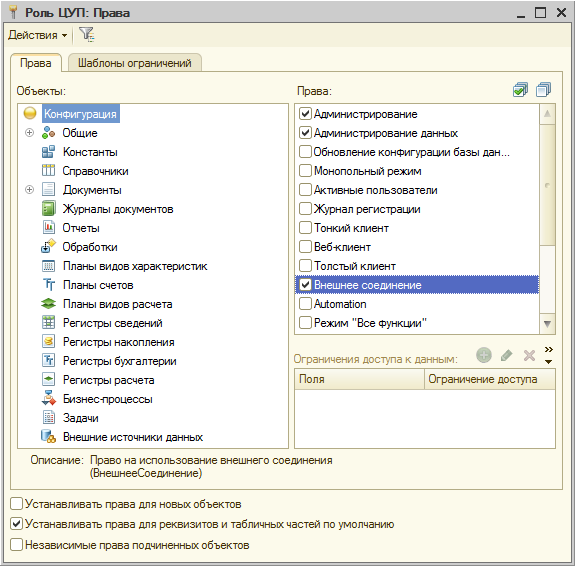 Роль ЦУП: Права
Действия
Права
Шаблоны ограничений
Объекты:
Конфигурация
Общие
Константы
Справочники
Документы
Журналы документов
Отчеты
Обработки
Планы видов характеристик
Планы счетов
Планы видов расчета
Регистры сведений
Регистры накопления
Регистры бухгалтерии
Регистры расчета
Бизнес-процессы
Задачи
Внешние источники данных
Права:
Администрирование
Администрирование данных
Обновление конфигурации базы дан...
Монопольный режим
Активные пользователи
Журнал регистрации
Тонкий клиент
Веб-клиент
Толстый клиент
Внешнее соединение
Automation
Режим "Все функции"
Ограничения доступа к данным:
Поля
Ограничение доступа
Описание: Право на использование внешнего соединения
(ВнешнееСоединение)
Устанавливать права для новых объектов
Устанавливать права для реквизитов и табличных частей по умолчанию
Независимые права подчиненных объектов